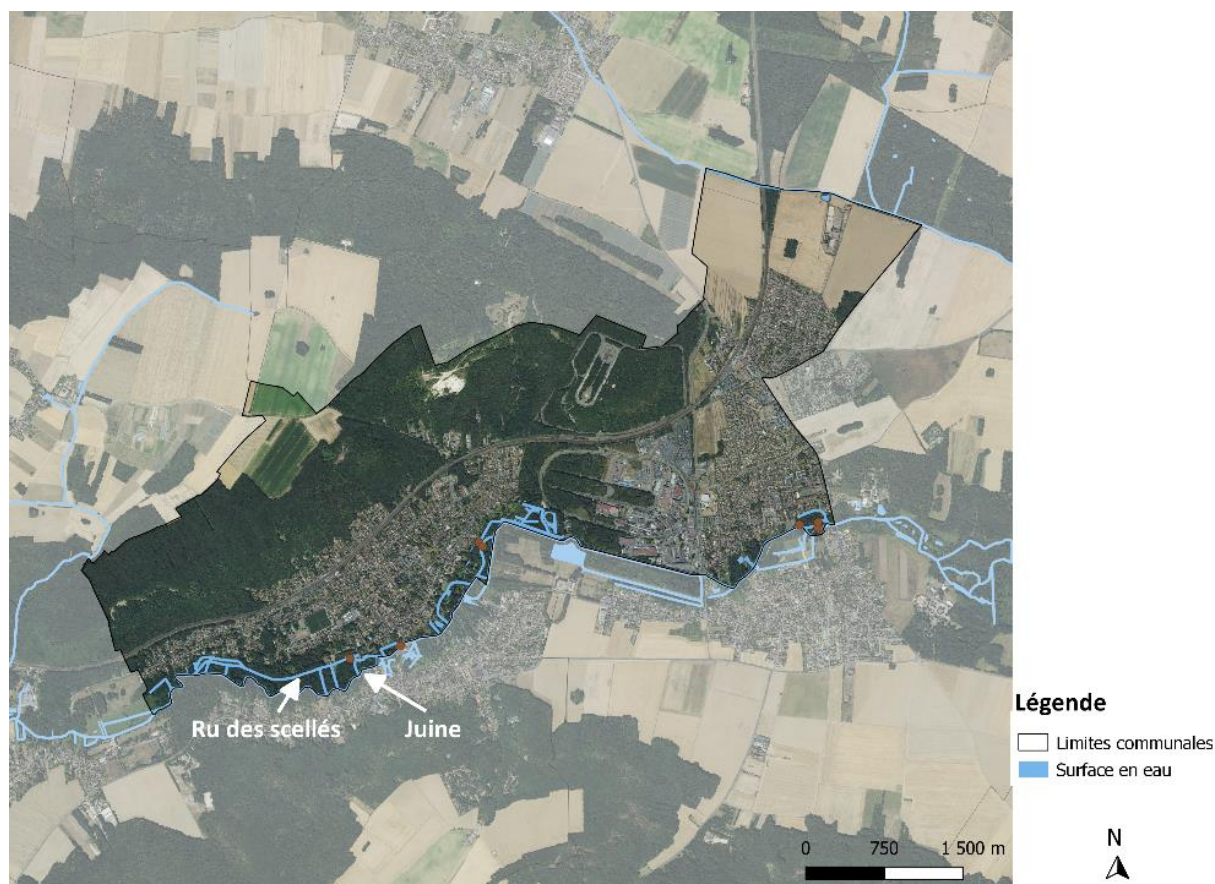 Ru des scellés
Juine
Légende
Limites communales
Surface en eau
0 750 1 500 m
N